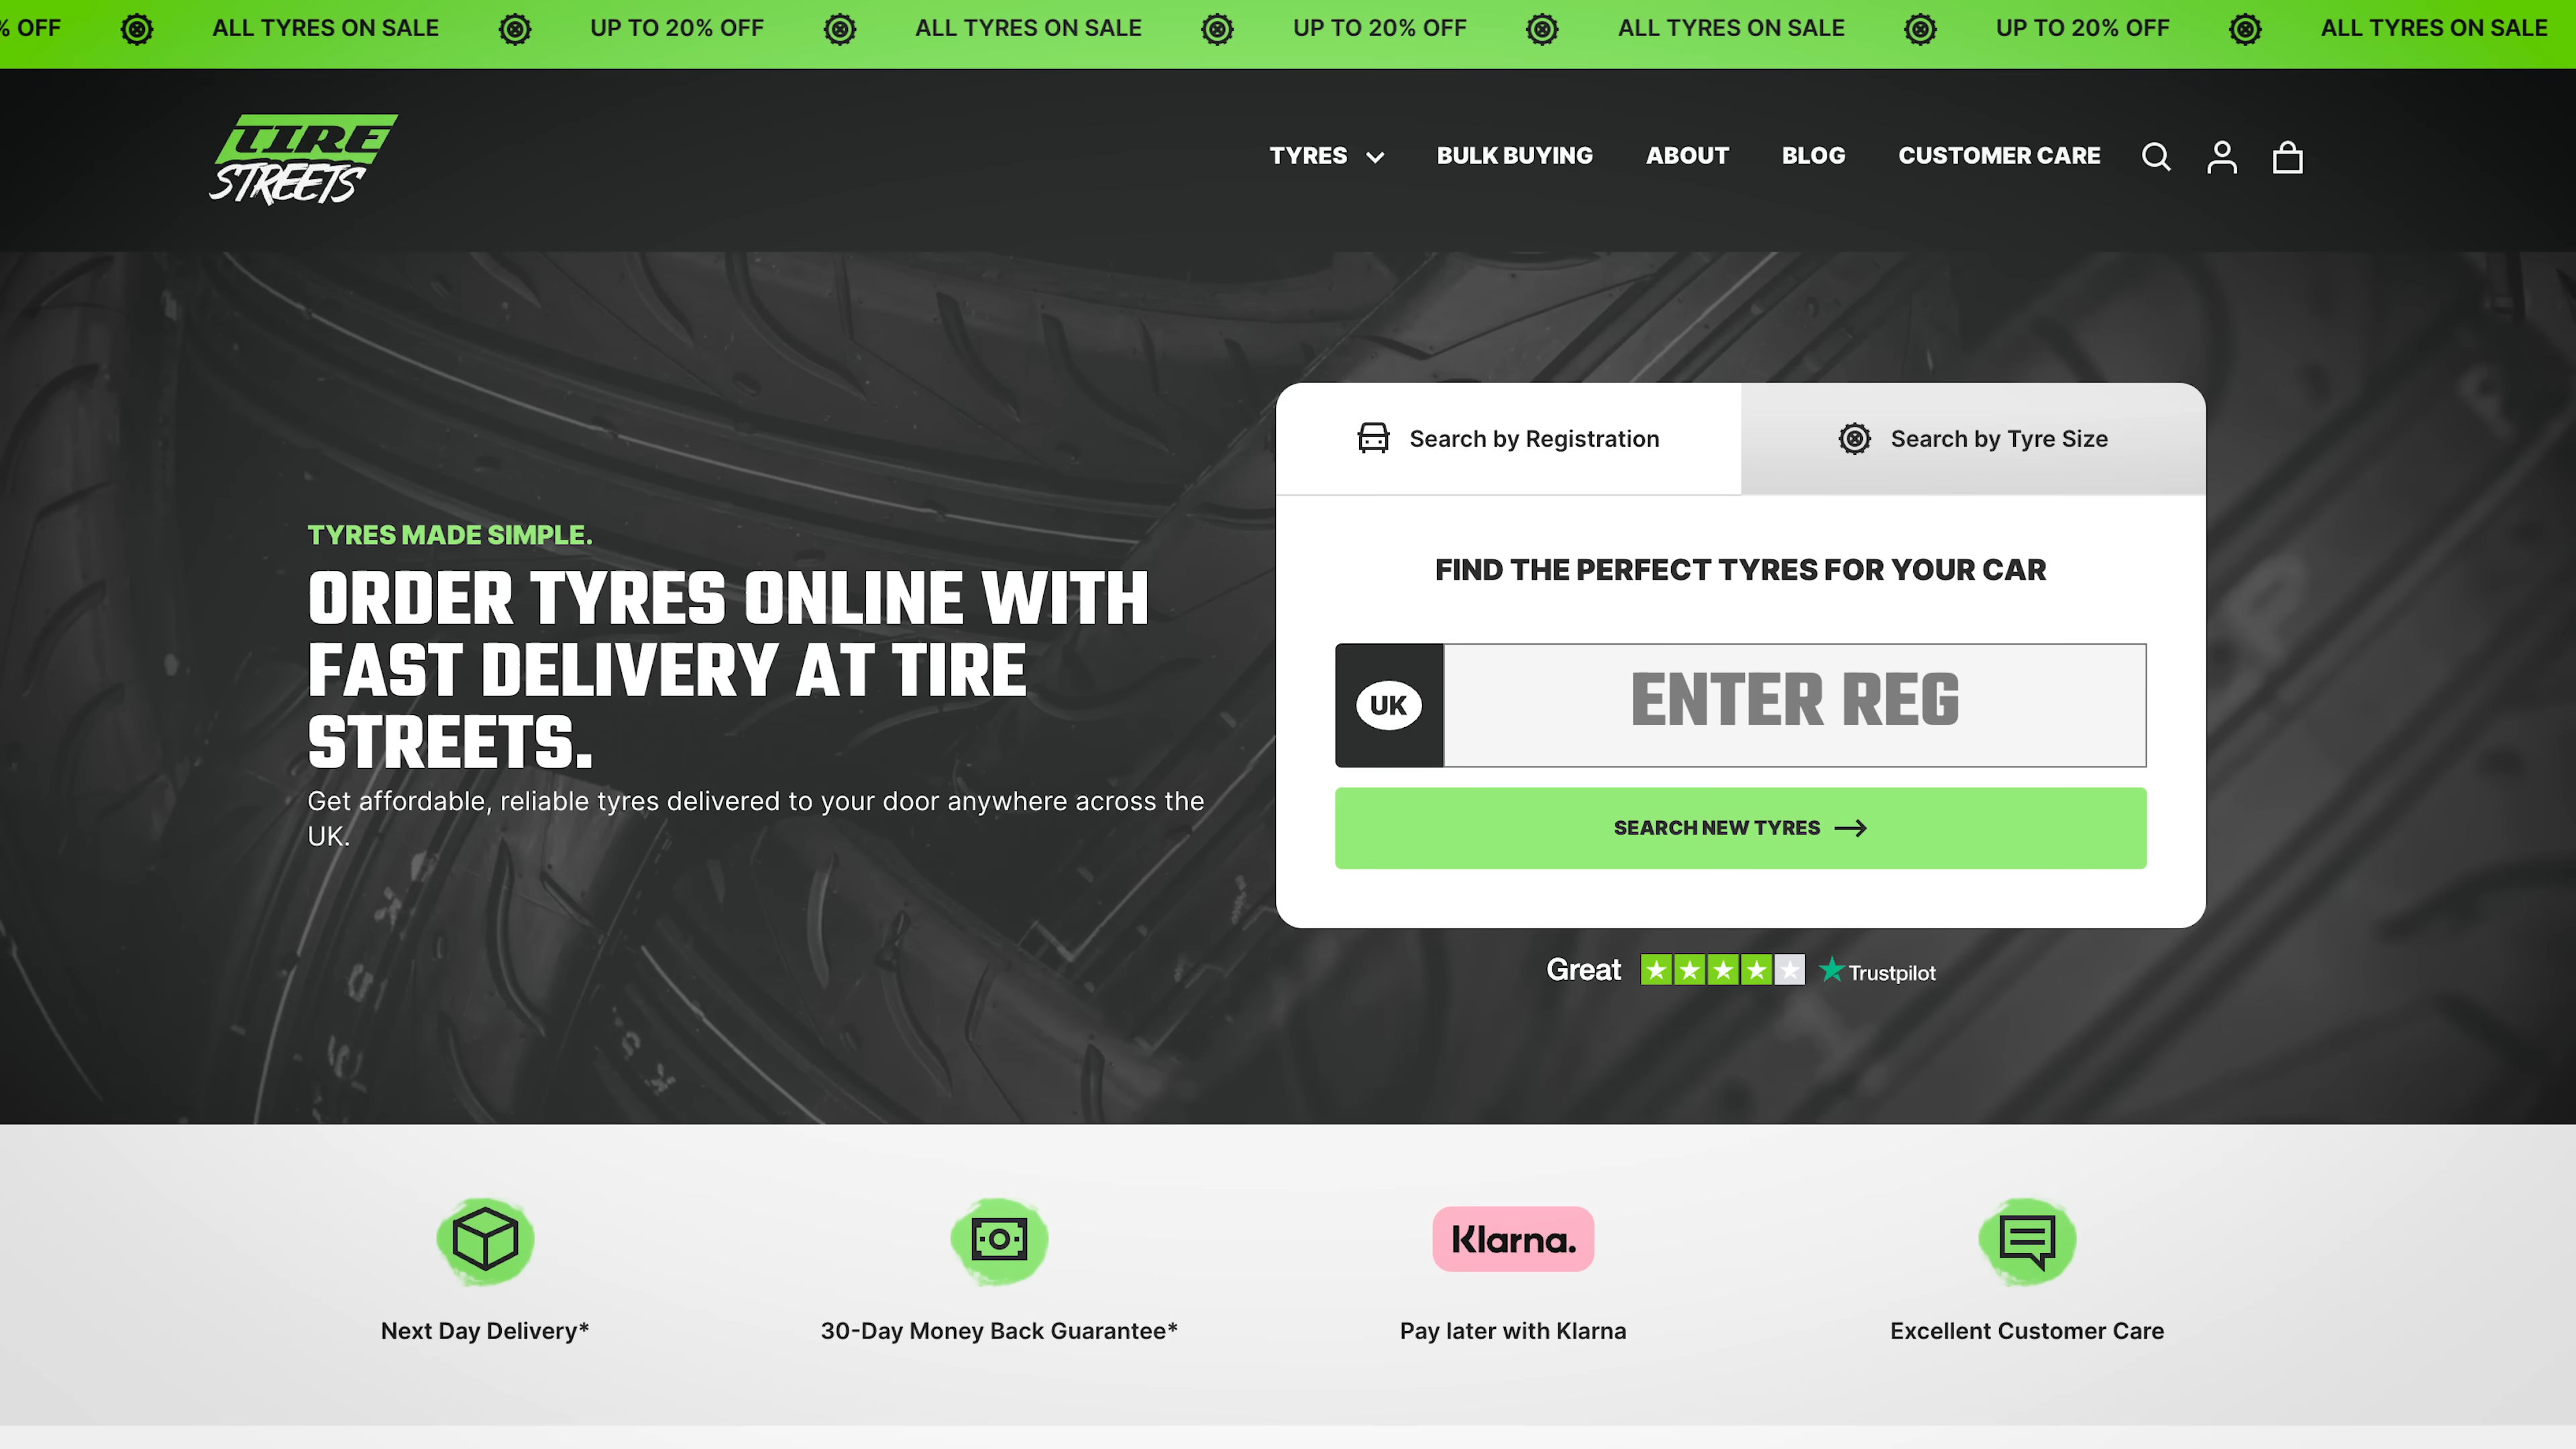 % OFF ALL TYRES ON SALE UP TO 20% OFF ALL TYRES ON SALE UP TO 20% OFF ALL TYRES ON SALE UP TO 20% OFF ALL TYRES ON SALE
TIRE
STREETS
TYRES BULK BUYING ABOUT BLOG CUSTOMER CARE
TYRES MADE SIMPLE.
ORDER TYRES ONLINE WITH
FAST DELIVERY AT TIRE
STREETS.
Get affordable, reliable tyres delivered to your door anywhere across the
UK.
Search by Registration Search by Tyre Size
FIND THE PERFECT TYRES FOR YOUR CAR
UK ENTER REG
SEARCH NEW TYRES
Great Trustpilot
Next Day Delivery*
30-Day Money Back Guarantee*
Klarna.
Pay later with Klarna
Excellent Customer Care